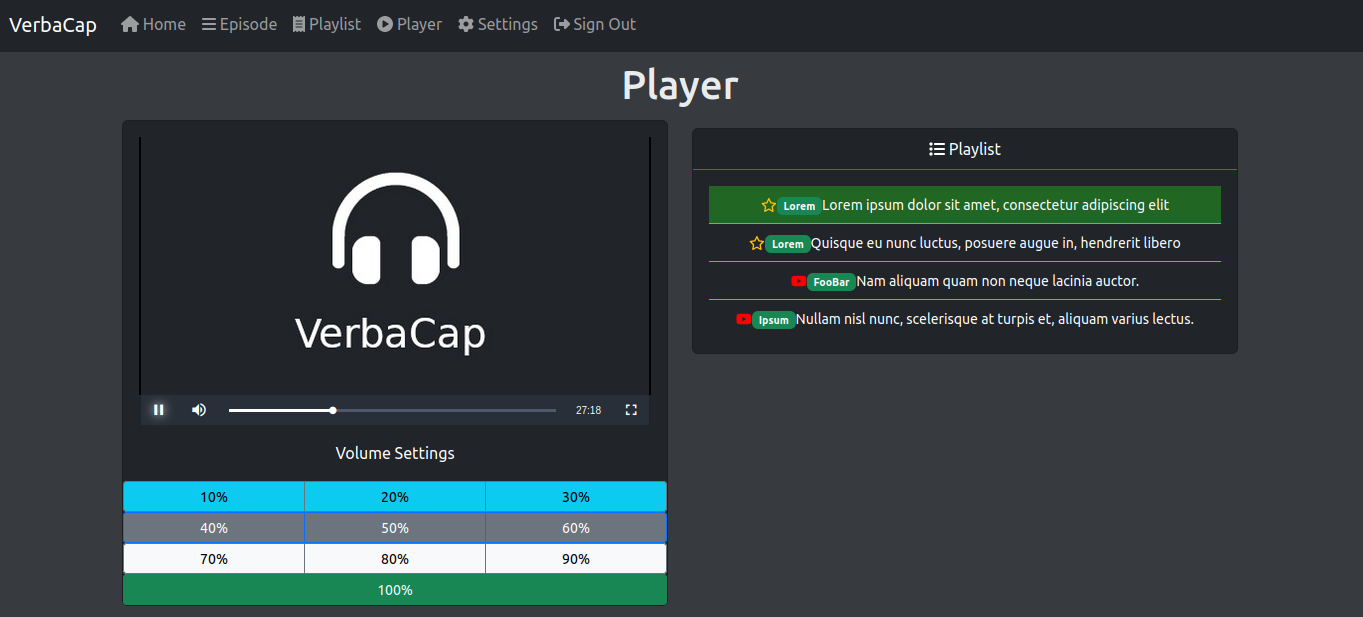 VerbaCap Home Episode Playlist Player Settings Sign Out
Player
VerbaCap
27:18
Volume Settings
10% 20% 30%
40% 50% 60%
70% 80% 90%
100%
Playlist
Lorem Lorem ipsum dolor sit amet, consectetur adipiscing elit
Lorem Quisque eu nunc luctus, posuere augue in, hendrerit libero
FooBar Nam aliquam quam non neque lacinia auctor.
Ipsum Nullam nisl nunc, scelerisque at turpis et, aliquam varius lectus.